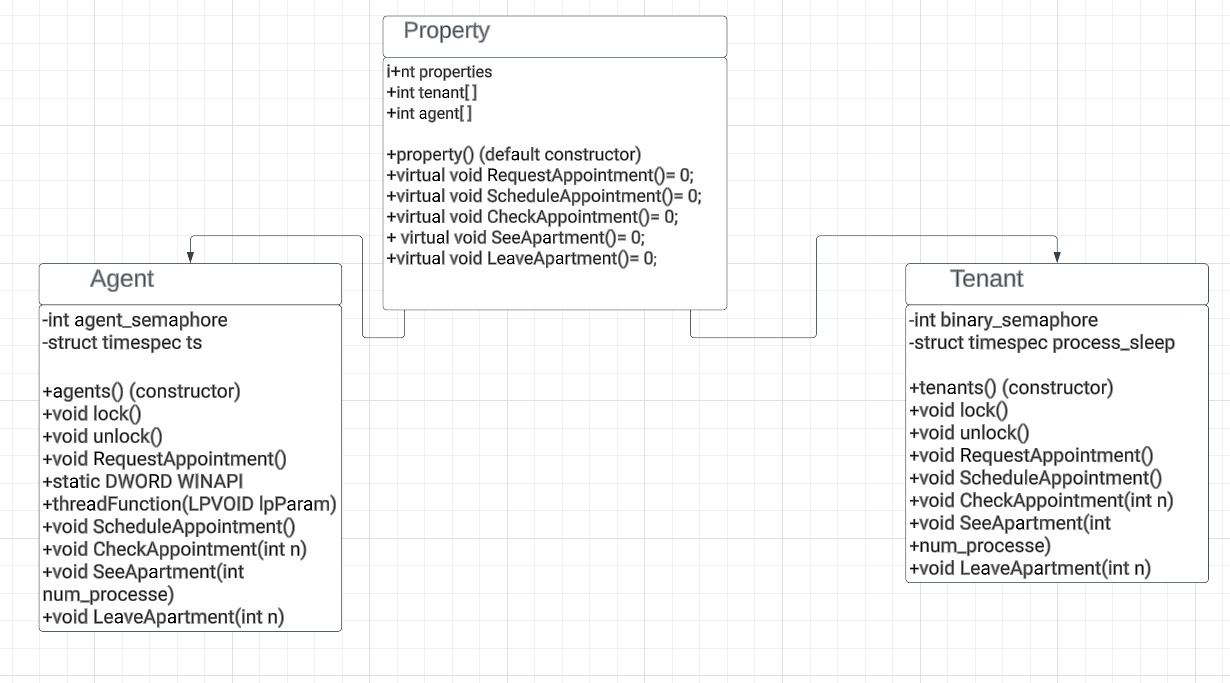 Property
i+nt properties
+int tenant[]
+int agent[]
+property() (default constructor)
+virtual void RequestAppointment()= 0;
+virtual void ScheduleAppointment()= 0;
+virtual void CheckAppointment()= 0;
+ virtual void SeeApartment()= 0;
+virtual void LeaveApartment()= 0;
Agent
-int agent_semaphore
-struct timespec ts
+agents() (constructor)
+void lock()
+void unlock()
+void RequestAppointment()
+static DWORD WINAPI
+threadFunction(LPVOID lpParam)
+void ScheduleAppointment()
+void CheckAppointment(int n)
+void SeeApartment(int
num_processe)
+void LeaveApartment(int n)
Tenant
-int binary_semaphore
-struct timespec process_sleep
+tenants() (constructor)
+void lock()
+void unlock()
+void RequestAppointment()
+void ScheduleAppointment()
+void CheckAppointment(int n)
+void SeeApartment(int
+num_processe)
+void LeaveApartment(int n)